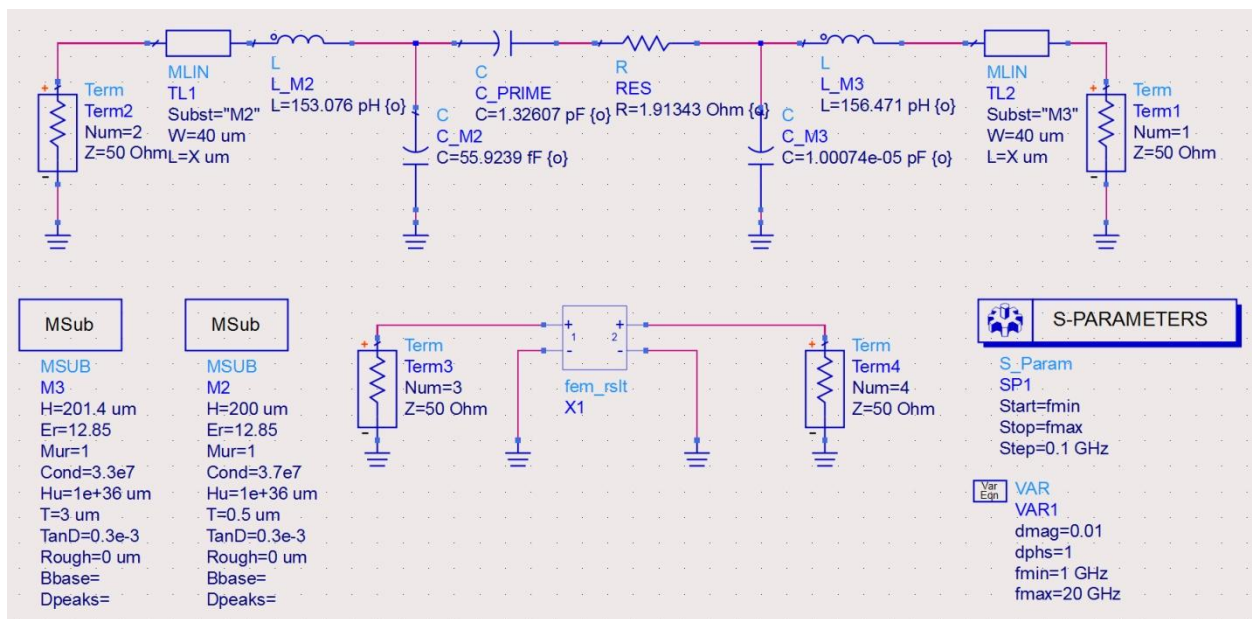 Term
Term2
Num=2
Z=50 Ohm
MLIN
TL1
Subst="M2"
W=40 um
L=X um
L
L_M2
L=153.076 pH {o}
C
C_M2
C=55.9239 fF {o}
C
C_PRIME
C=1.32607 pF {o}
R
RES
R=1.91343 Ohm {o}
C
C_M3
C=1.00074e-05 pF {o}
L
L_M3
L=156.471 pH {o}
MLIN
TL2
Subst="M3"
W=40 um
L=X um
Term
Term1
Num=1
Z=50 Ohm
MSub
MSUB
M3
H=201.4 um
Er=12.85
Mur=1
Cond=3.3e7
Hu=1e+36 um
T=3 um
TanD=0.3e-3
Rough=0 um
Bbase=
Dpeaks=
MSub
MSUB
M2
H=200 um
Er=12.85
Mur=1
Cond=3.7e7
Hu=1e+36 um
T=0.5 um
TanD=0.3e-3
Rough=0 um
Bbase=
Dpeaks=
Term
Term3
Num=3
Z=50 Ohm
1
2
fem_rslt
X1
Term
Term4
Num=4
Z=50 Ohm
S-PARAMETERS
S_Param
SP1
Start=fmin
Stop=fmax
Step=0.1 GHz
Var
Eqn
VAR
VAR1
dmag=0.01
dphs=1
fmin=1 GHz
fmax=20 GHz